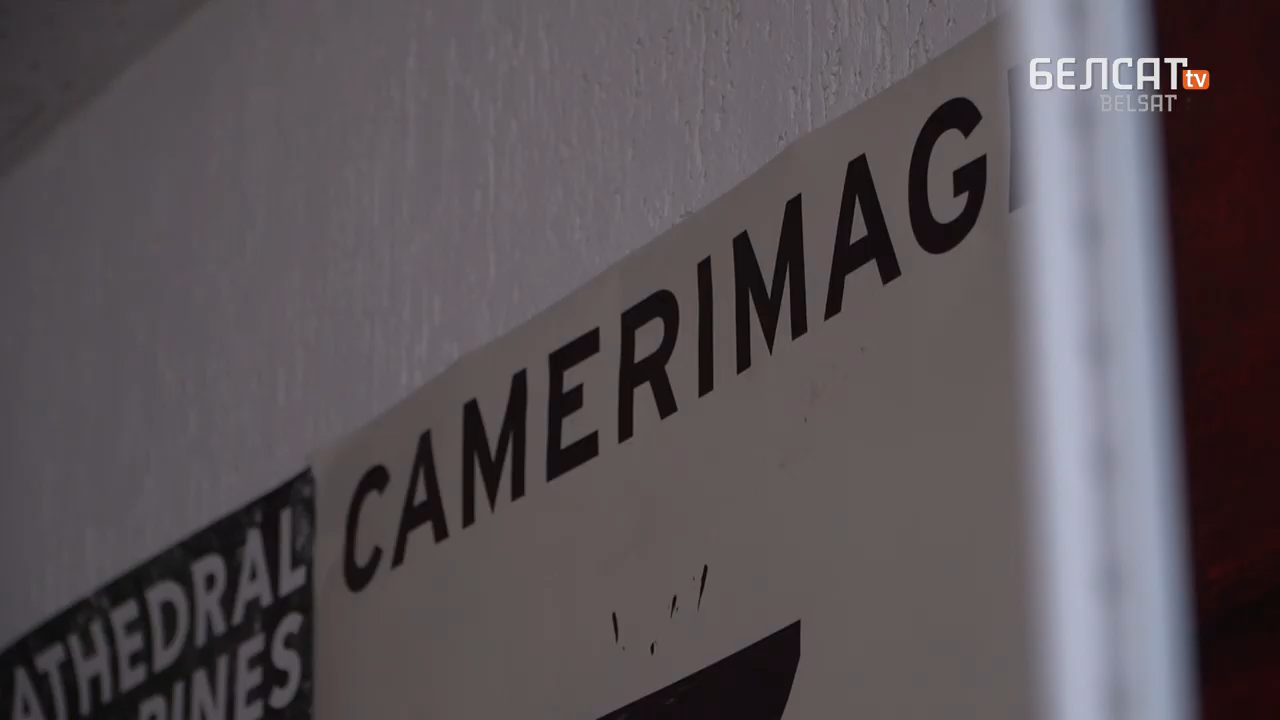 БЕЛСАТ tv
BELSAT
CAMERIMAG
ATHEDRAL
PINES